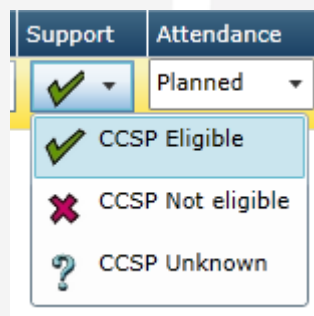 Support Attendance
Planned
CCSP Eligible
CCSP Not eligible
CCSP Unknown